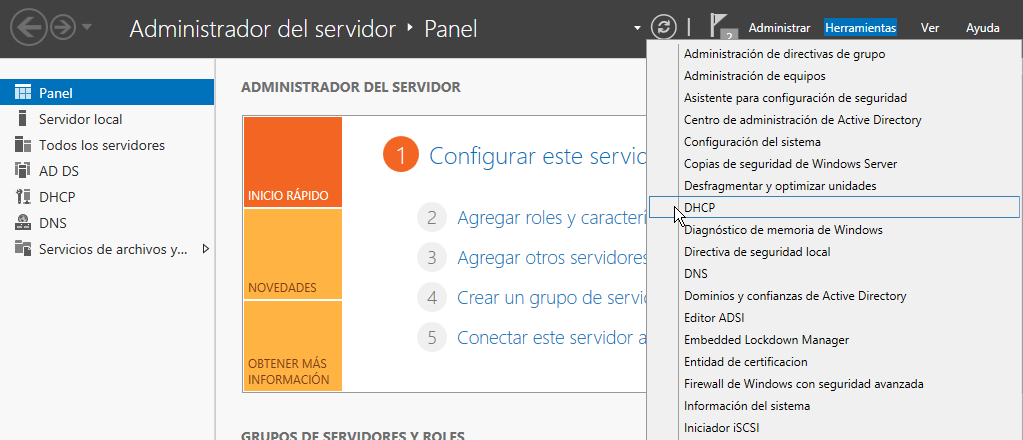 Administrador del servidor ‣ Panel
2
Administrar
Herramientas
Ver
Ayuda
Panel
Servidor local
Todos los servidores
AD DS
DHCP
DNS
Servicios de archivos y...
ADMINISTRADOR DEL SERVIDOR
INICIO RÁPIDO
NOVEDADES
OBTENER MÁS
INFORMACIÓN
1 Configurar este servid
2 Agregar roles y caracterí
3 Agregar otros servidores
4 Crear un grupo de servi
5 Conectar este servidor a
GRUPOS DE SERVIDORES Y ROLES
Administración de directivas de grupo
Administración de equipos
Asistente para configuración de seguridad
Centro de administración de Active Directory
Configuración del sistema
Copias de seguridad de Windows Server
Desfragmentar y optimizar unidades
DHCP
Diagnóstico de memoria de Windows
Directiva de seguridad local
DNS
Dominios y confianzas de Active Directory
Editor ADSI
Embedded Lockdown Manager
Entidad de certificacion
Firewall de Windows con seguridad avanzada
Información del sistema
Iniciador iSCSI